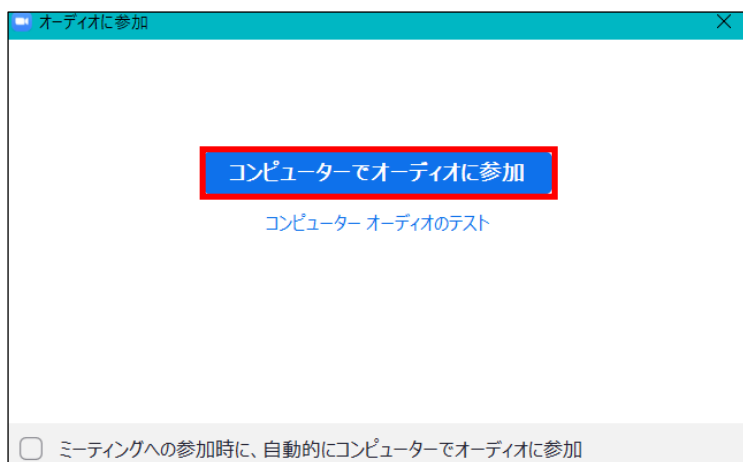 オーディオに参加
コンピューターでオーディオに参加
コンピューター オーディオのテスト
ミーティングへの参加時に、自動的にコンピューターでオーディオに参加